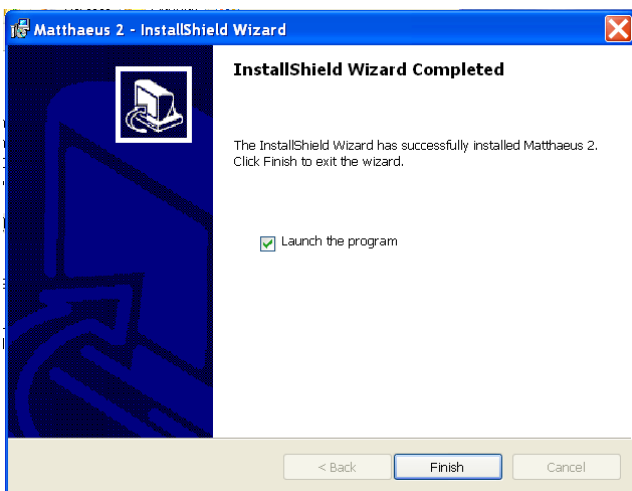 Matthaeus 2 - InstallShield Wizard
InstallShield Wizard Completed
The InstallShield Wizard has successfully installed Matthaeus 2.
Click Finish to exit the wizard.
Launch the program
< Back
Finish
Cancel